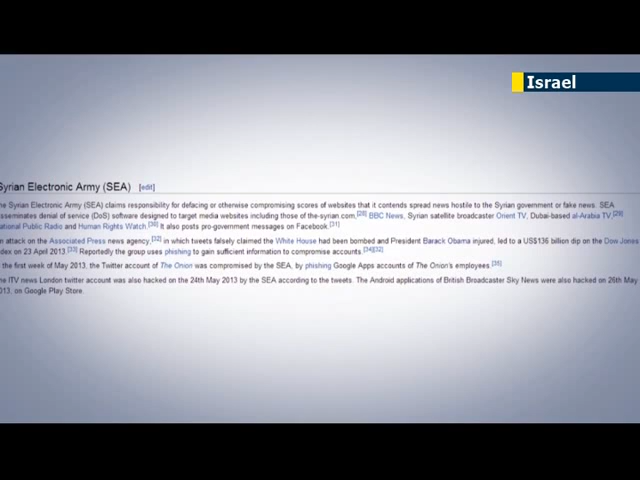 Israel
Syrian Electronic Army (SEA) [edit]
he Syrian Electronic Army (SEA) claims responsibility for defacing or otherwise compromising scores of websites that it contends spread news hostile to the Syrian government or fake news. SEA
sseminates denial of service (DoS) software designed to target media websites including those of the-syrian.com,[28] BBC News, Syrian satellite broadcaster Orient TV, Dubai-based al-Arabia TV,[29]
ational Public Radio and Human Rights Watch.[30] It also posts pro-government messages on Facebook.[31]
n attack on the Associated Press news agency,[32] in which tweets falsely claimed the White House had been bombed and President Barack Obama injured, led to a US$136 billion dip on the Dow Jones
dex on 23 April 2013.[33] Reportedly the group uses phishing to gain sufficient information to compromise accounts.[34][32]
the first week of May 2013, the Twitter account of The Onion was compromised by the SEA, by phishing Google Apps accounts of The Onion's employees.[35]
he ITV news London twitter account was also hacked on the 24th May 2013 by the SEA according to the tweets. The Android applications of British Broadcaster Sky News were also hacked on 26th May
013, on Google Play Store.